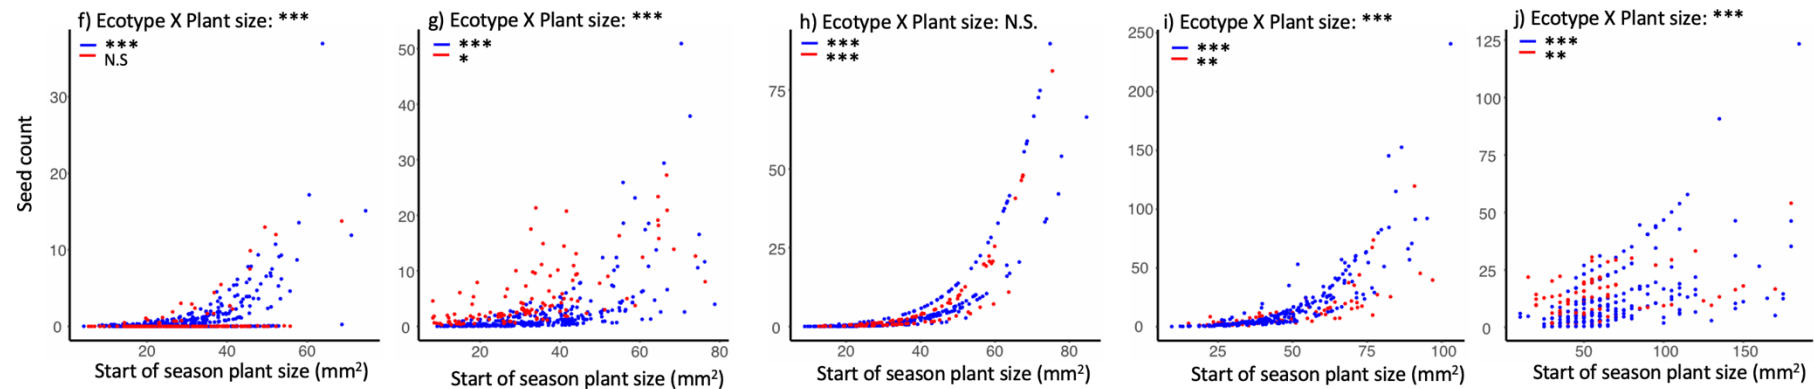 f) Ecotype X Plant size: ***
***
N.S
30
20
10
0
20 40 60
Start of season plant size (mm²)
Seed count
g) Ecotype X Plant size: ***
***
*
50
40
30
20
10
0
20 40 60 80
Start of season plant size (mm²)
h) Ecotype X Plant size: N.S.
***
***
75
50
25
0
20 40 60 80
Start of season plant size (mm²)
i) Ecotype X Plant size: ***
***
**
250
200
150
100
50
0
25 50 75 100
Start of season plant size (mm²)
j) Ecotype X Plant size: ***
***
**
125
100
75
50
25
0
50 100 150
Start of season plant size (mm²)